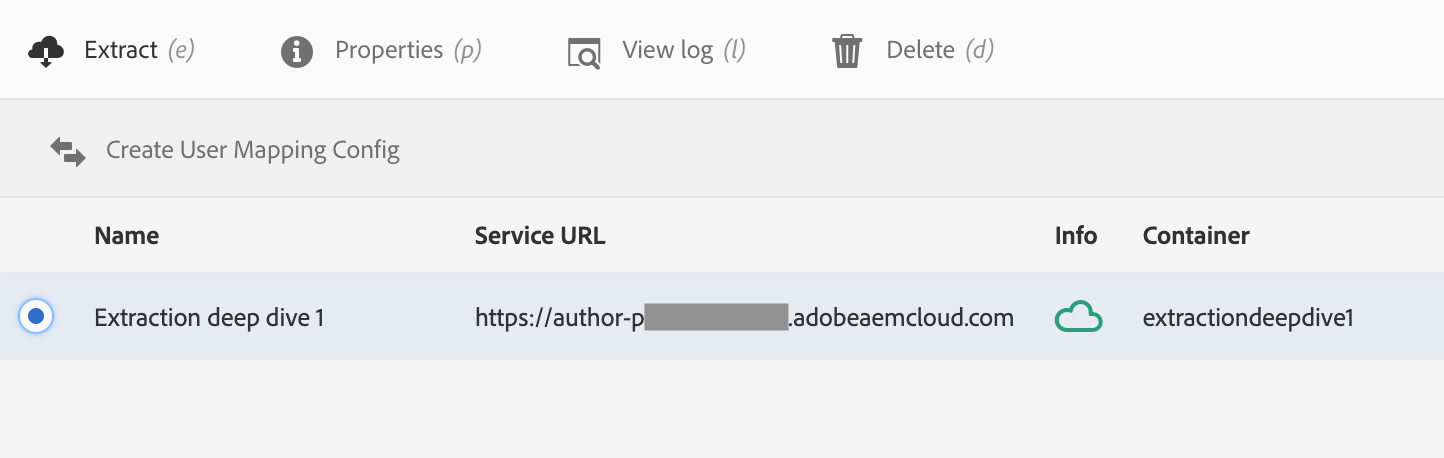 Extract (e) Properties (p) View log (l) Delete (d)
Create User Mapping Config
Name Service URL Info Container
Extraction deep dive 1 https://author-p .adobeaemcloud.com extractiondeepdive1